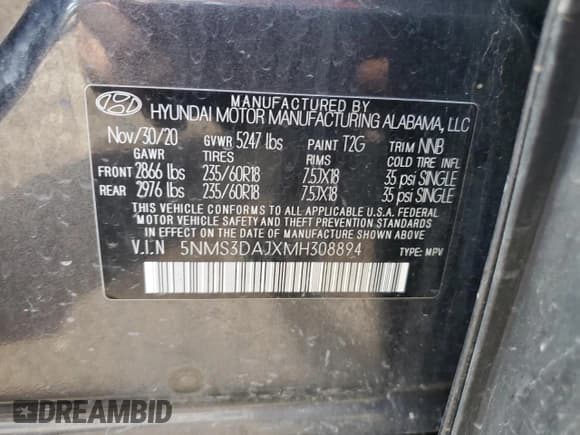 MANUFACTURED BY
HYUNDAI MOTOR MANUFACTURING ALABAMA, LLC
Nov/30/20 GVWR 5247 lbs PAINT T2G TRIM NNB
GAWR TIRES RIMS COLD TIRE INFL
FRONT 2866 lbs 235/60R18 7.5JX18 35 psi SINGLE
REAR 2976 lbs 235/60R18 7.5JX18 35 psi SINGLE
THIS VEHICLE CONFORMS TO ALL APPLICABLE U.S.A. FEDERAL
MOTOR VEHICLE SAFETY AND THEFT PREVENTION STANDARDS
IN EFFECT ON THE DATE OF MANUFACTURE SHOWN ABOVE.
V.I.N 5NMS3DAJXMH308894 TYPE: MPV
DREAMBID